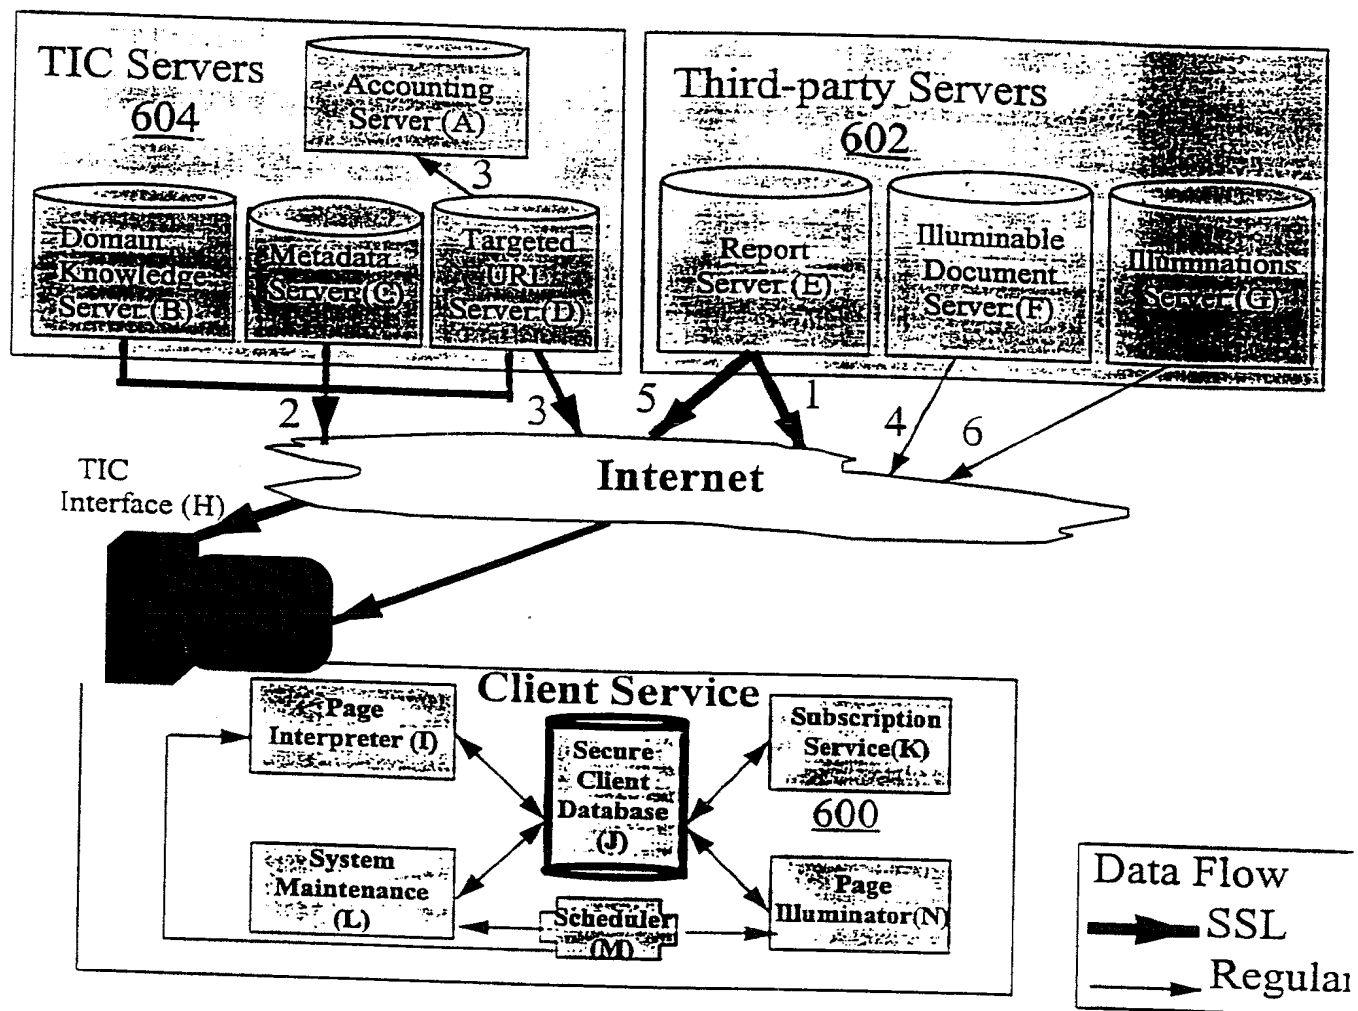 TIC Servers
604
Accounting
Server (A)
3
Domain
Knowledge
Server (B)
Metadata
Server (C)
Targeted
URL
Server (D)
Third-party Servers
602
Report
Server (E)
Illuminable
Document
Server (F)
Illuminations
Server (G)
2
3
5
1
4
6
Internet
TIC
Interface (H)
Client Service
Page
Interpreter (I)
Secure
Client
Database
(J)
Subscription
Service(K)
600
System
Maintenance
(L)
Scheduler
(M)
Page
Illuminator(N)
Data Flow
SSL
Regular